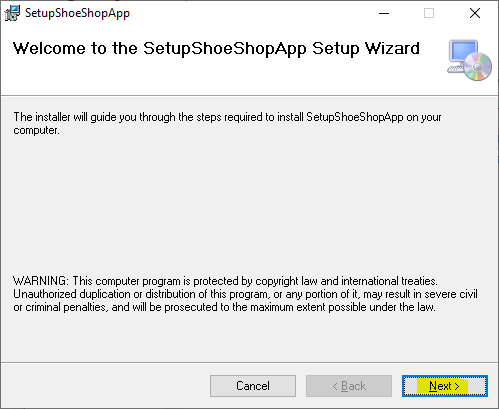 SetupShoeShopApp
Welcome to the SetupShoeShopApp Setup Wizard
The installer will guide you through the steps required to install SetupShoeShopApp on your
computer.
WARNING: This computer program is protected by copyright law and international treaties.
Unauthorized duplication or distribution of this program, or any portion of it, may result in severe civil
or criminal penalties, and will be prosecuted to the maximum extent possible under the law.
Cancel < Back Next >